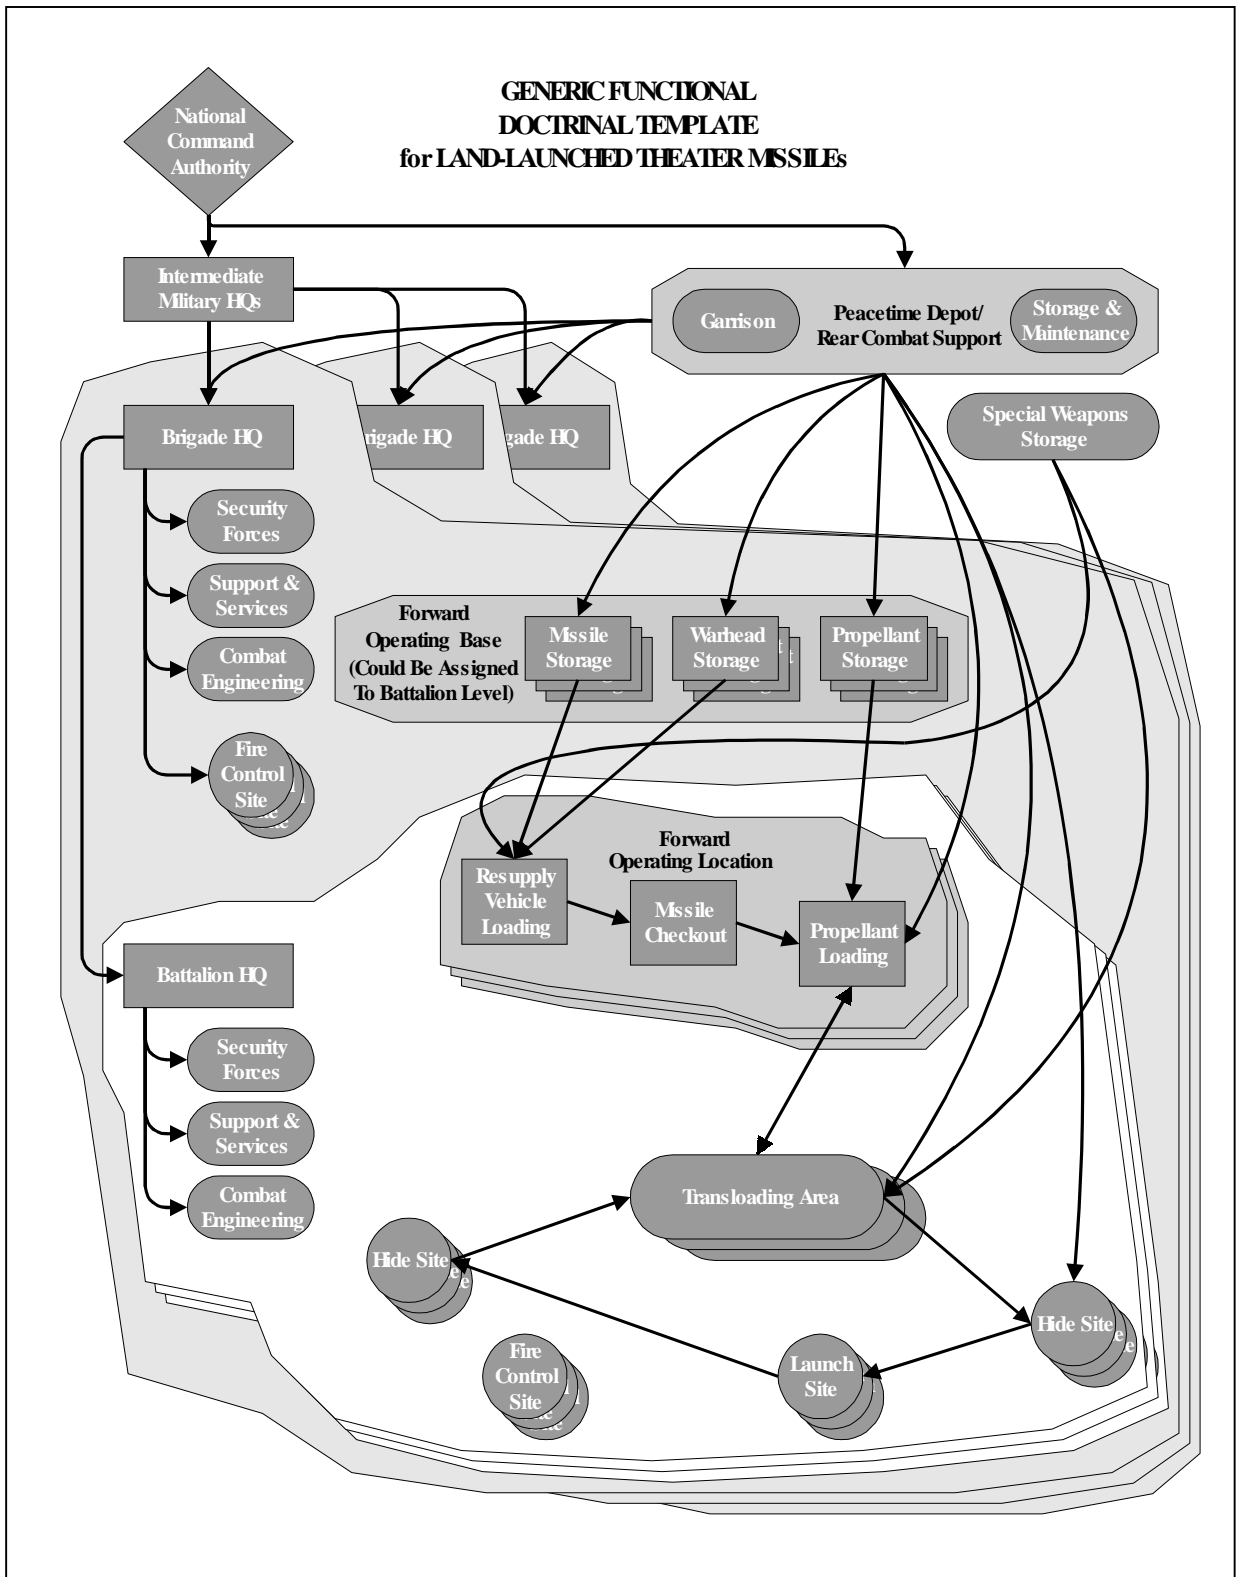 GENERIC FUNCTIONAL
DOCTRINAL TEMPLATE
for LAND-LAUNCHED THEATER MISSILEs
National
Command
Authority
Intermediate
Military HQs
Garrison
Peacetime Depot/
Rear Combat Support
Storage &
Maintenance
Brigade HQ
rigade HQ
gade HQ
Special Weapons
Storage
Security
Forces
Support &
Services
Combat
Engineering
Fire
Control
Site
Forward
Operating Base
(Could Be Assigned
To Battalion Level)
Missile
Storage
Warhead
Storage
Propellant
Storage
Forward
Operating Location
Resupply
Vehicle
Loading
Missile
Checkout
Propellant
Loading
Battalion HQ
Security
Forces
Support &
Services
Combat
Engineering
Transloading Area
Hide Site
Hide Site
Fire
Control
Site
Launch
Site